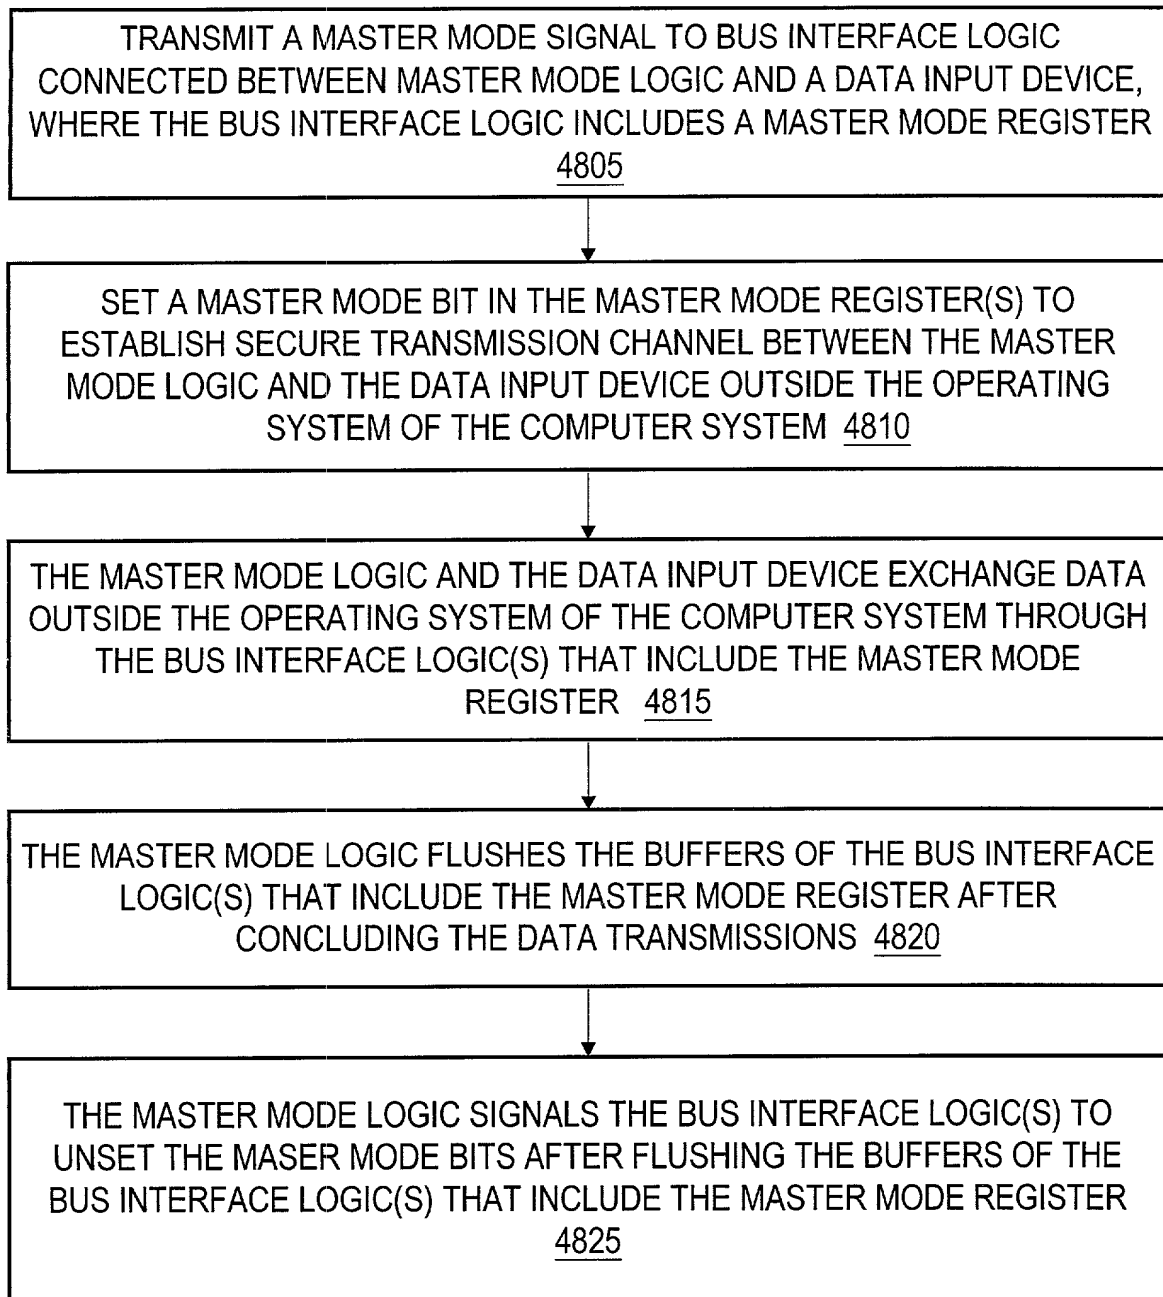 TRANSMIT A MASTER MODE SIGNAL TO BUS INTERFACE LOGIC
CONNECTED BETWEEN MASTER MODE LOGIC AND A DATA INPUT DEVICE,
WHERE THE BUS INTERFACE LOGIC INCLUDES A MASTER MODE REGISTER
4805
SET A MASTER MODE BIT IN THE MASTER MODE REGISTER(S) TO
ESTABLISH SECURE TRANSMISSION CHANNEL BETWEEN THE MASTER
MODE LOGIC AND THE DATA INPUT DEVICE OUTSIDE THE OPERATING
SYSTEM OF THE COMPUTER SYSTEM 4810
THE MASTER MODE LOGIC AND THE DATA INPUT DEVICE EXCHANGE DATA
OUTSIDE THE OPERATING SYSTEM OF THE COMPUTER SYSTEM THROUGH
THE BUS INTERFACE LOGIC(S) THAT INCLUDE THE MASTER MODE
REGISTER 4815
THE MASTER MODE LOGIC FLUSHES THE BUFFERS OF THE BUS INTERFACE
LOGIC(S) THAT INCLUDE THE MASTER MODE REGISTER AFTER
CONCLUDING THE DATA TRANSMISSIONS 4820
THE MASTER MODE LOGIC SIGNALS THE BUS INTERFACE LOGIC(S) TO
UNSET THE MASER MODE BITS AFTER FLUSHING THE BUFFERS OF THE
BUS INTERFACE LOGIC(S) THAT INCLUDE THE MASTER MODE REGISTER
4825